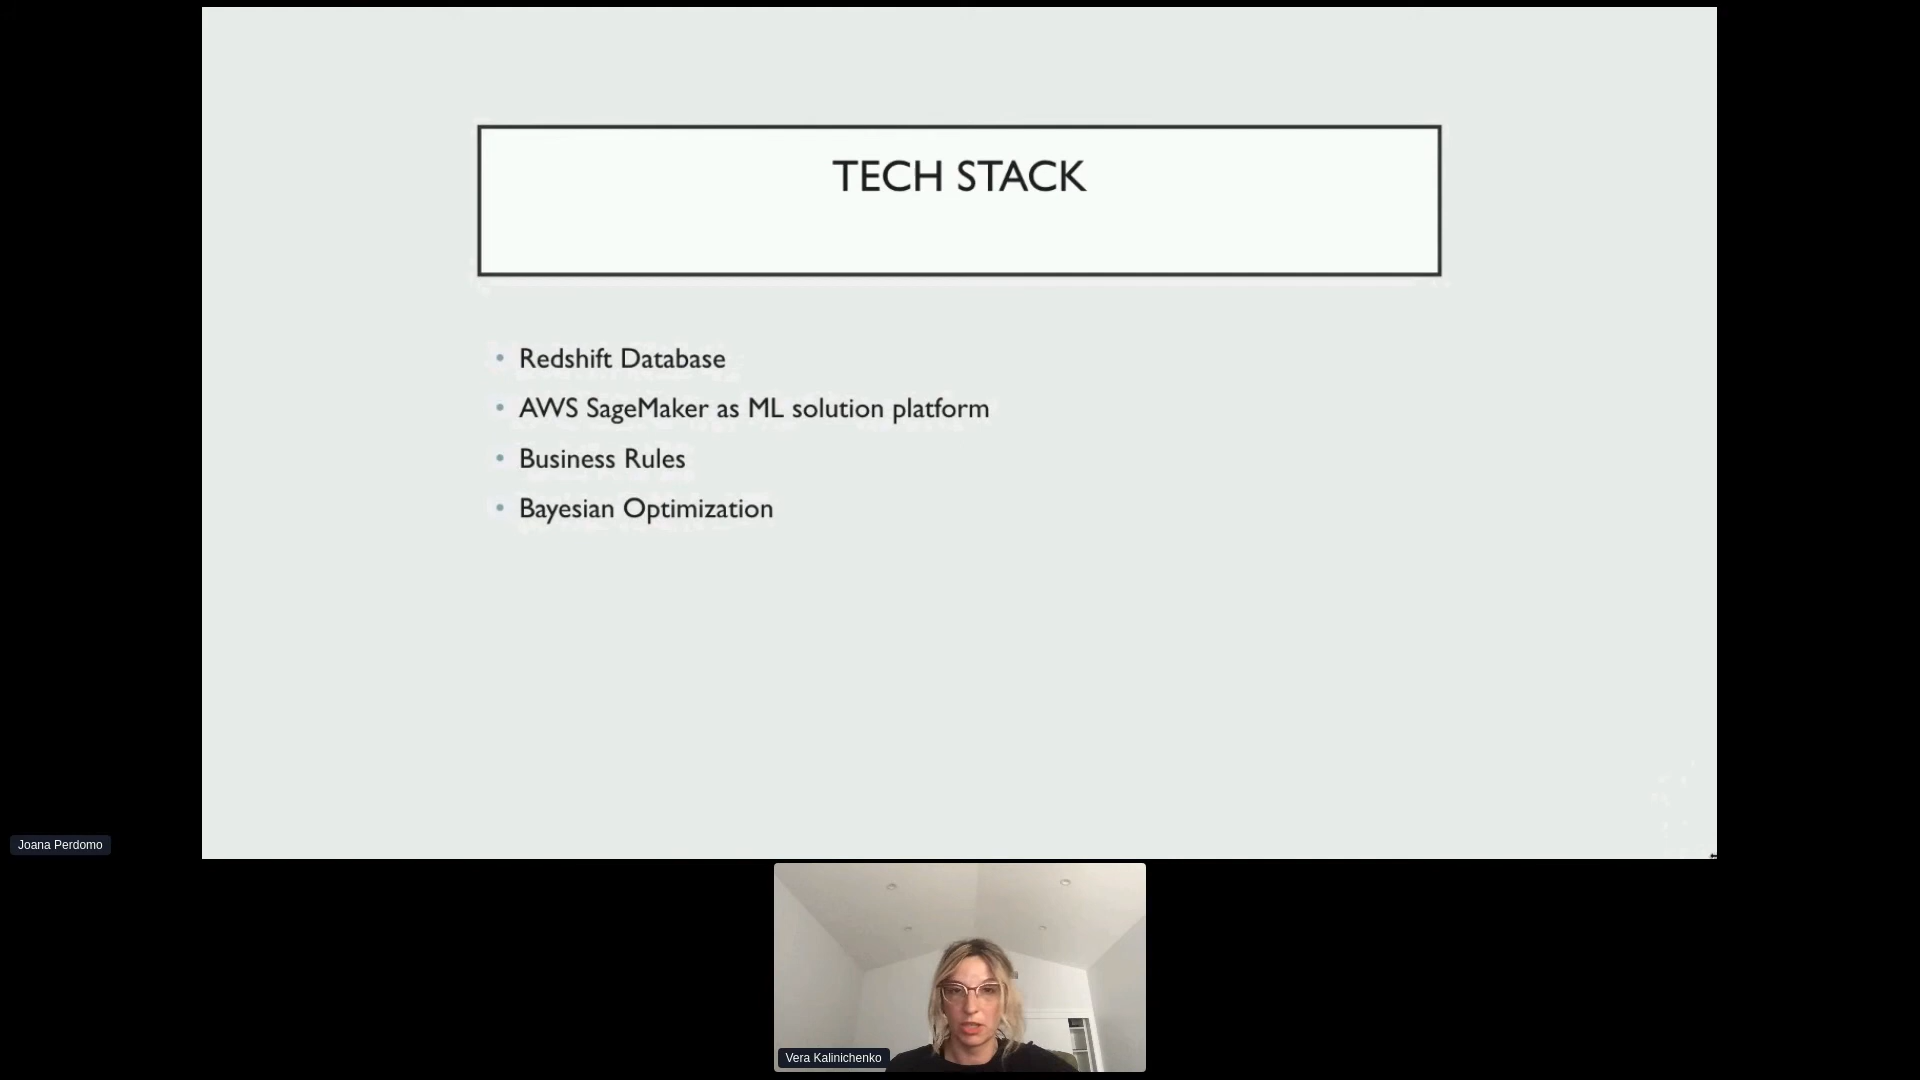 TECH STACK
Redshift Database
AWS SageMaker as ML solution platform
Business Rules
Bayesian Optimization
Joana Perdomo
Vera Kalinichenko